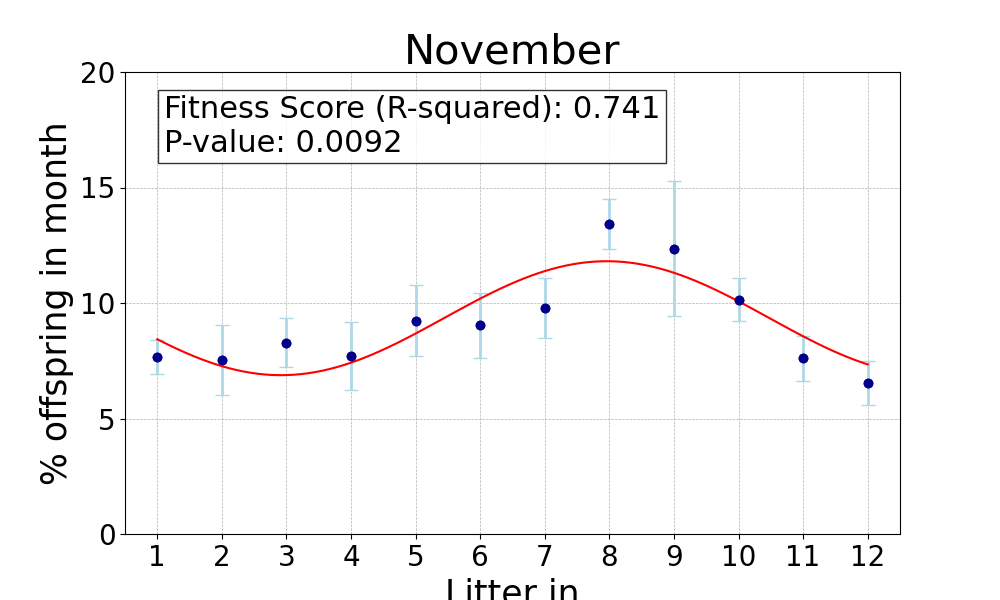 November
Fitness Score (R-squared): 0.741
P-value: 0.0092
% offspring in month
20
15
10
5
0
1 2 3 4 5 6 7 8 9 10 11 12
Litter in